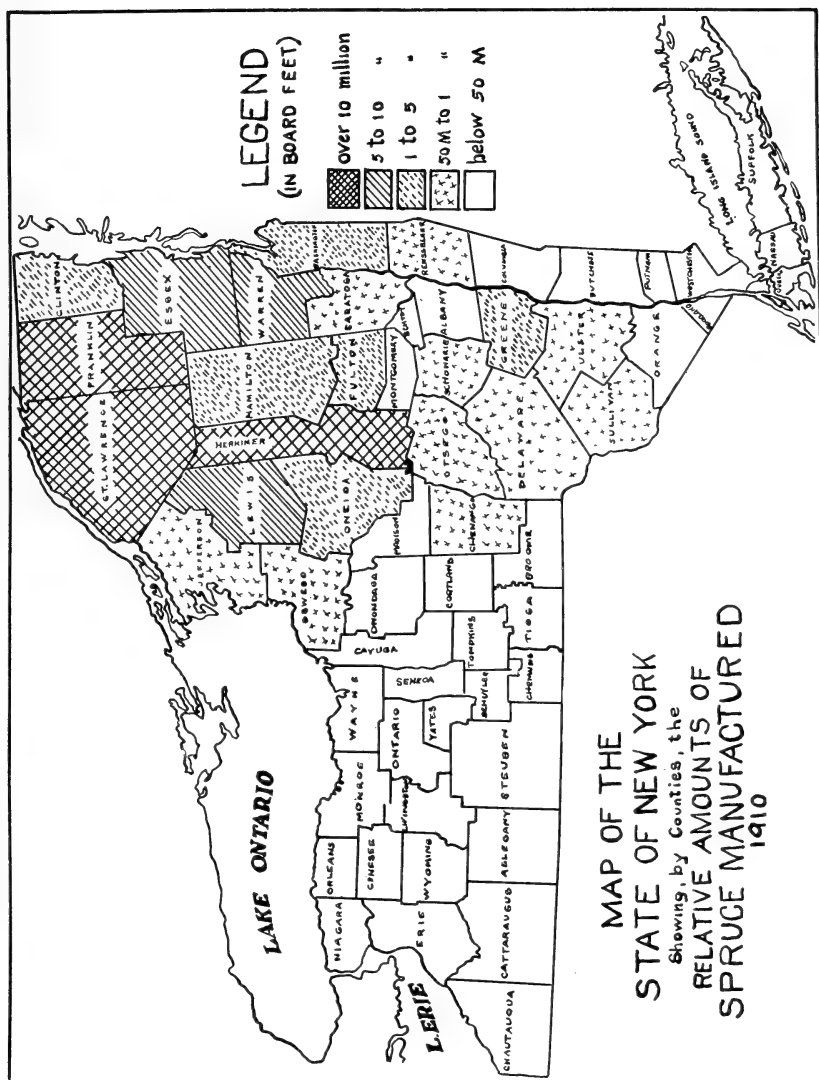 MAP OF THE
STATE OF NEW YORK
Showing, by Counties, the
RELATIVE AMOUNTS OF
SPRUCE MANUFACTURED
1910
LEGEND
(IN BOARD FEET)
over 10 million
5 to 10 "
1 to 5 "
50 M to 1 "
below 50 M
LAKE ONTARIO
L.ERIE
LONG ISLAND SOUND
CLINTON
FRANKLIN
ST.LAWRENCE
ESSEX
WARREN
HAMILTON
HERKIMER
LEWIS
JEFFERSON
OSWEGO
ONEIDA
FULTON
SARATOGA
MONTGOMERY
RENSSELAER
ALBANY
SCHOHARIE
OTSEGO
GREENE
COLUMBIA
DELAWARE
ULSTER
DUTCHESS
SULLIVAN
ORANGE
PUTNAM
WESTCHESTER
SUFFOLK
NASSAU
MADISON
CHENANGO
BROOME
ONONDAGA
CORTLAND
CAYUGA
TOMPKINS
TIOGA
CHEMUNG
SCHUYLER
SENECA
WAYNE
ONTARIO
YATES
STEUBEN
MONROE
ORLEANS
GENESEE
WYOMING
ALLEGANY
NIAGARA
ERIE
CATTARAUGUS
CHAUTAUQUA